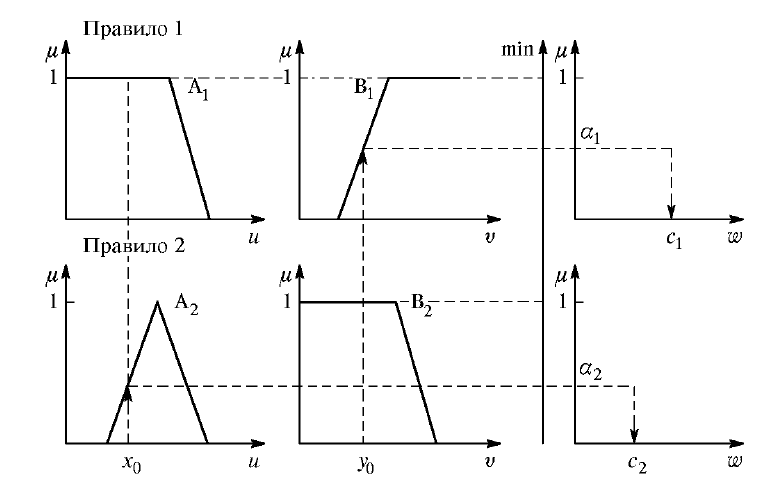 Правило 1
μ μ min μ
1 A₁ 1 B₁ 1
α₁
u v c₁ w
Правило 2
μ μ μ
1 A₂ 1 B₂ 1
α₂
x₀ u y₀ v c₂ w